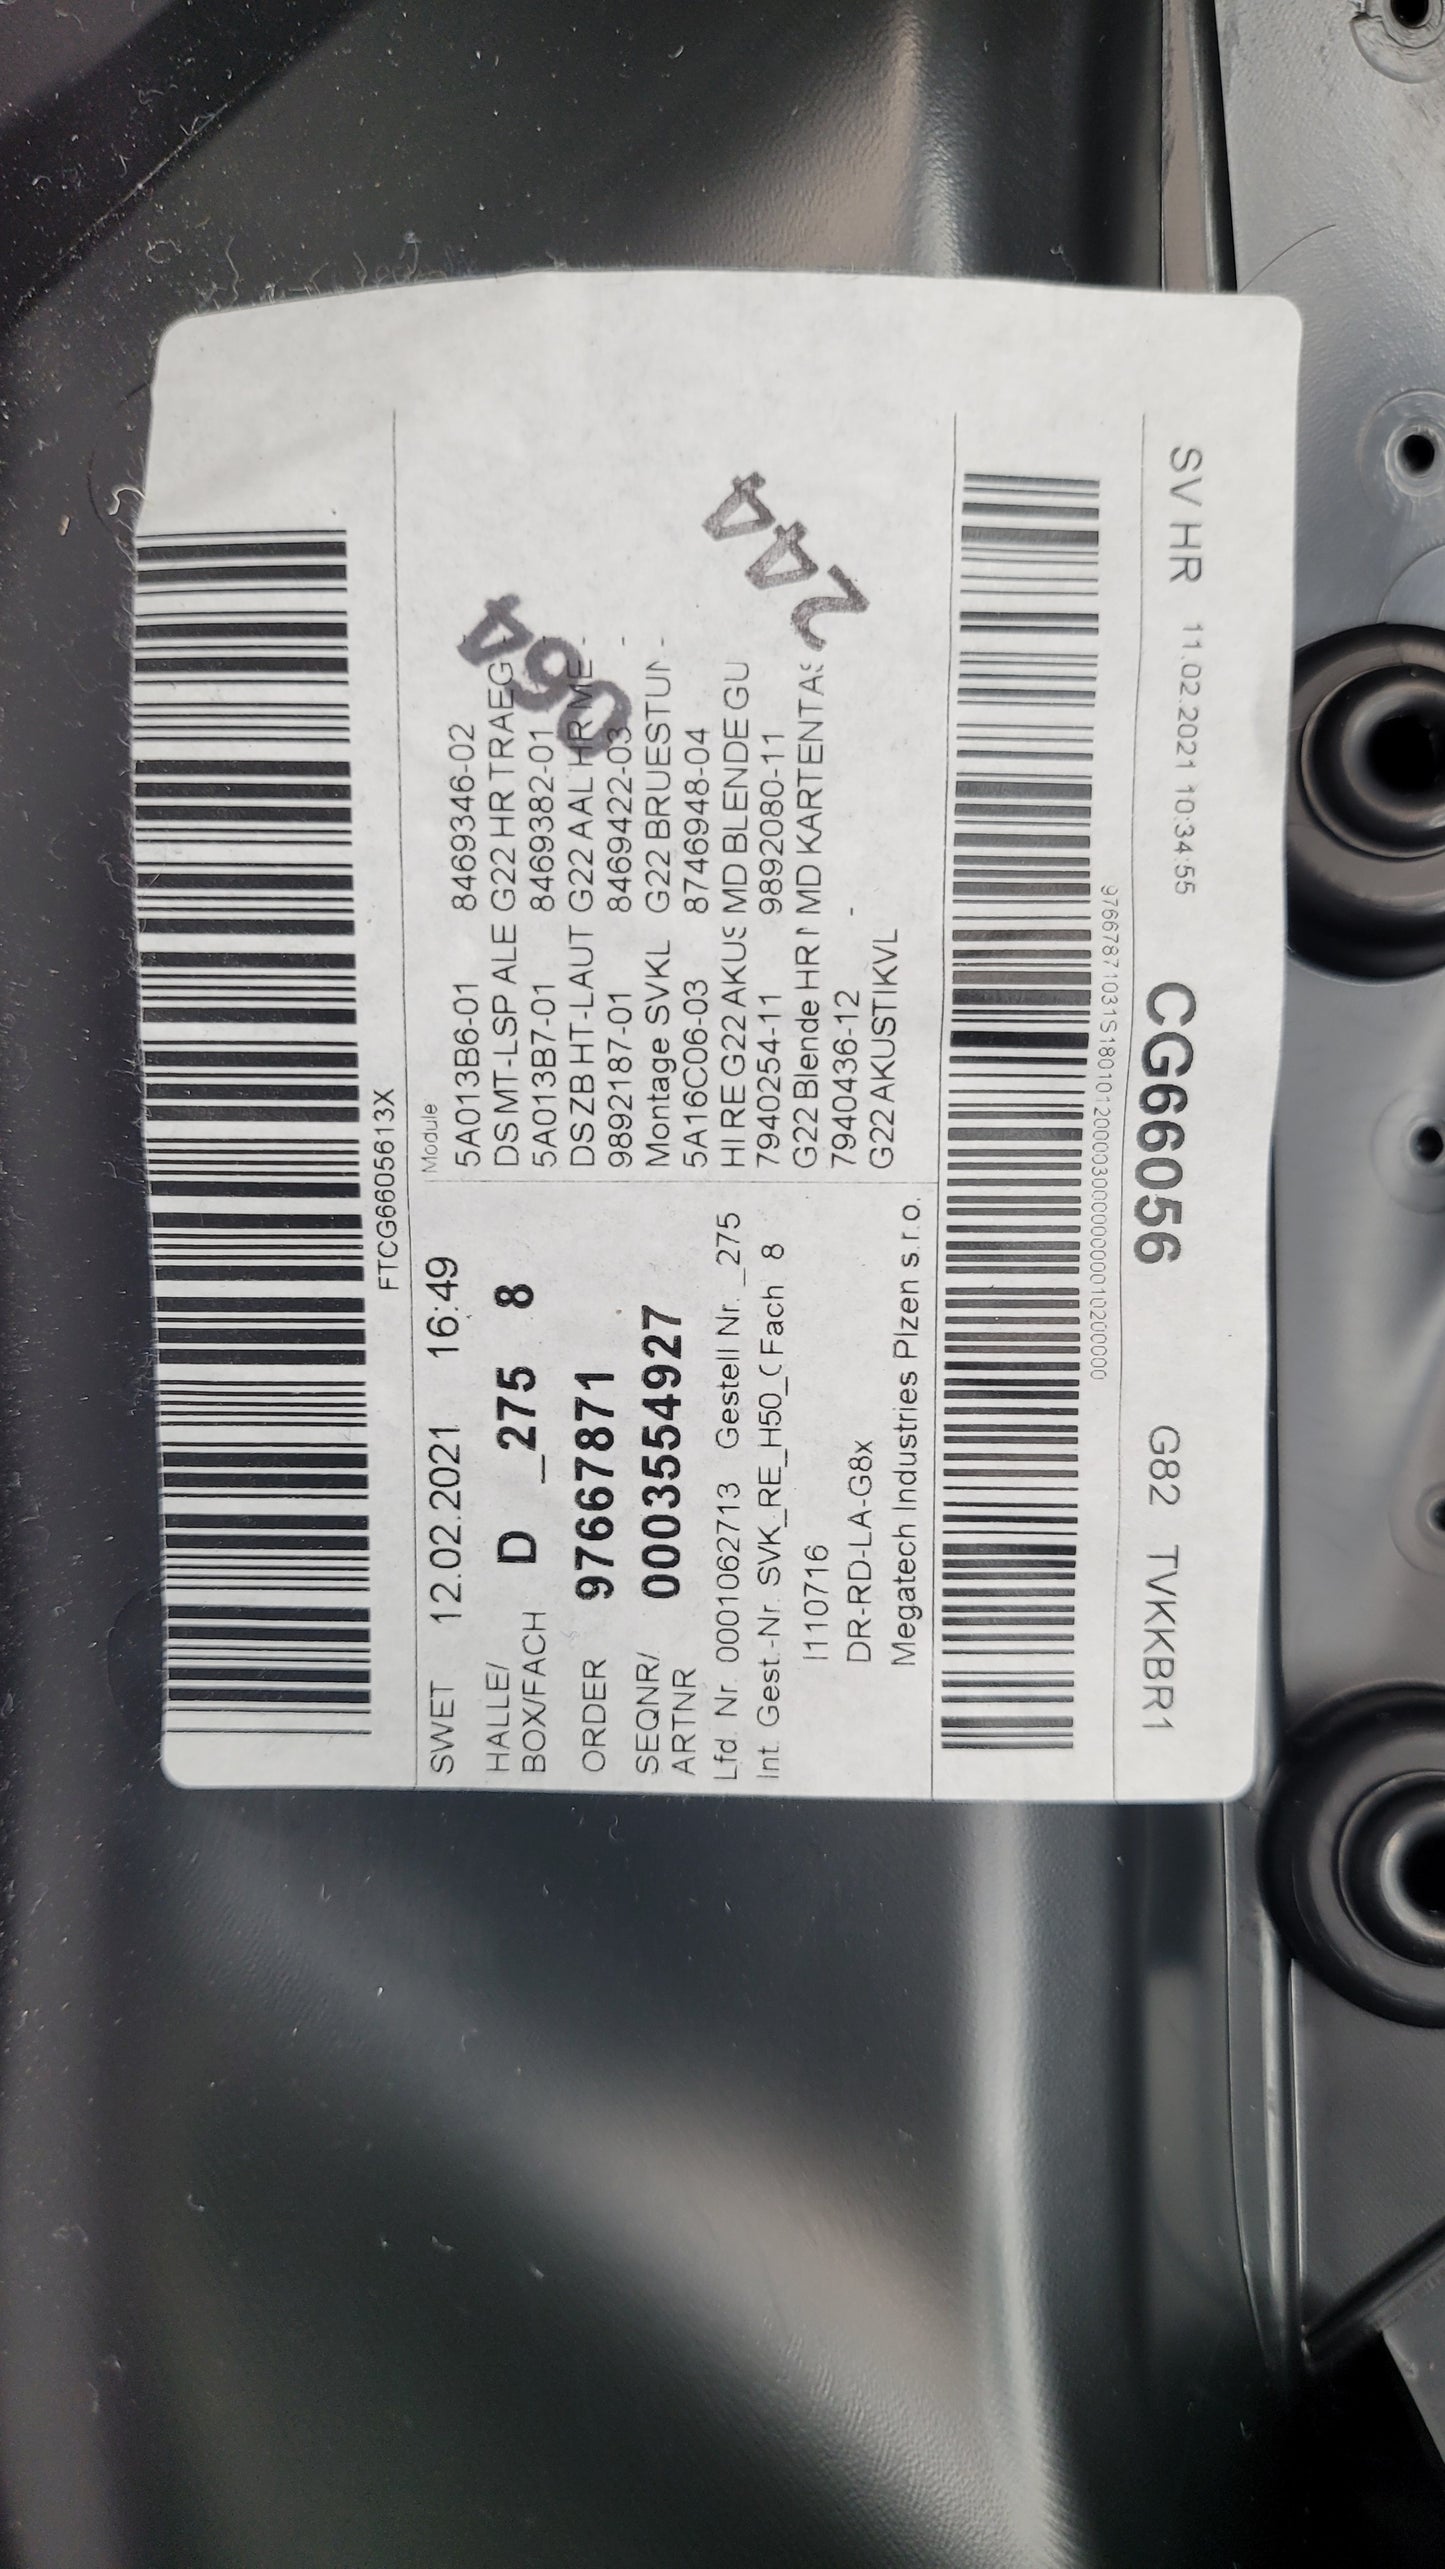 FTCG6605613X
SWET 12.02.2021 16:49
HALLE/
BOX/FACH D _275 8
ORDER 97667871
SEQNR/
ARTNR 0003554927
Lfd. Nr. 0001062713 Gestell Nr. _275
Int. Gest.-Nr. SVK_RE_H50_( Fach 8
I110716
DR-RD-LA-G8x
Megatech Industries Plzen s.r.o.
Module
5A013B6-01 8469346-02
DS MT-LSP ALE G22 HR TRAEG
5A013B7-01 8469382-01
DS ZB HT-LAUT G22 AAL HR ME -
9892187-01 8469422-03 -
Montage SVKL G22 BRUESTUN -
5A16C06-03 8746948-04
HI RE G22 AKUS MD BLENDE GU
7940254-11 9892080-11
G22 Blende HR MD KARTENTAS
7940436-12 -
G22 AKUSTIKVL
064
244
97667871031S180101200003000000000010200000
G82 TVKKBR1 CG66056 11.02.2021 10:34:55 SV HR